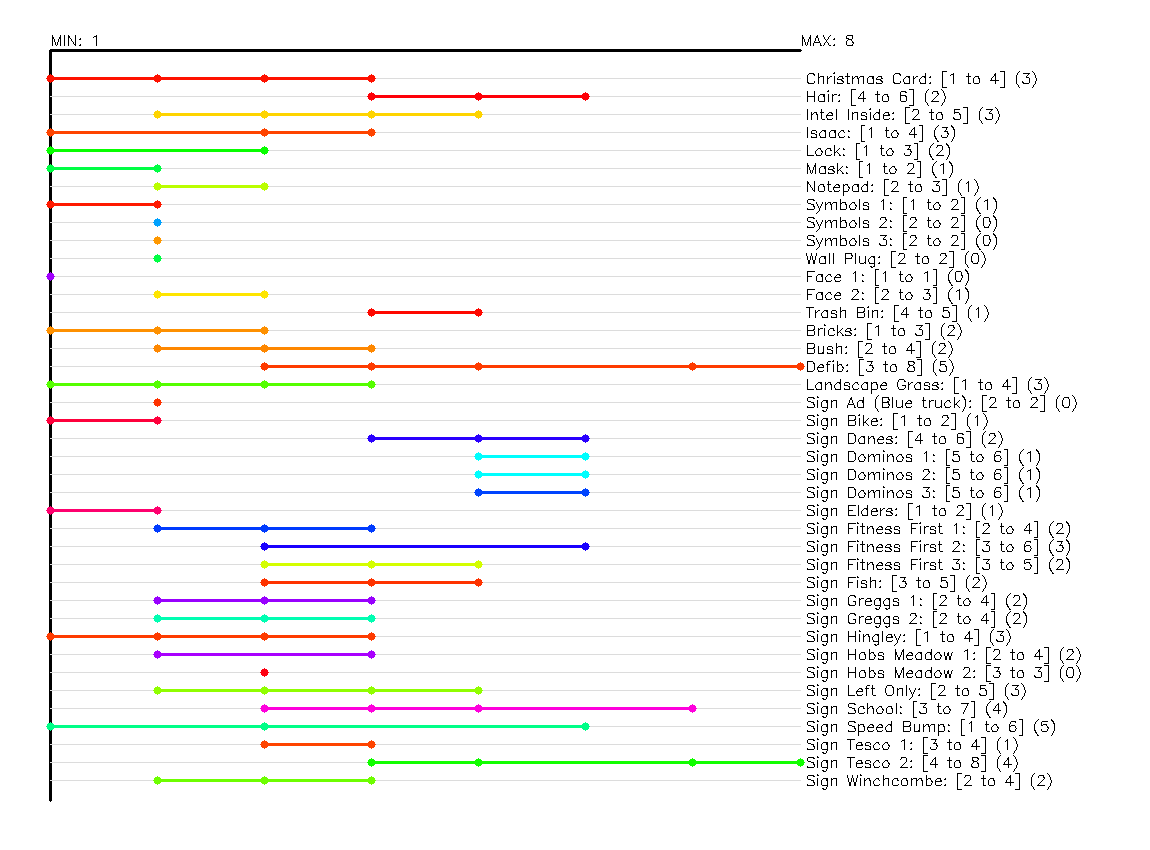 MIN: 1 MAX: 8
Christmas Card: [1 to 4] (3)
Hair: [4 to 6] (2)
Intel Inside: [2 to 5] (3)
Isaac: [1 to 4] (3)
Lock: [1 to 3] (2)
Mask: [1 to 2] (1)
Notepad: [2 to 3] (1)
Symbols 1: [1 to 2] (1)
Symbols 2: [2 to 2] (0)
Symbols 3: [2 to 2] (0)
Wall Plug: [2 to 2] (0)
Face 1: [1 to 1] (0)
Face 2: [2 to 3] (1)
Trash Bin: [4 to 5] (1)
Bricks: [1 to 3] (2)
Bush: [2 to 4] (2)
Defib: [3 to 8] (5)
Landscape Grass: [1 to 4] (3)
Sign Ad (Blue truck): [2 to 2] (0)
Sign Bike: [1 to 2] (1)
Sign Danes: [4 to 6] (2)
Sign Dominos 1: [5 to 6] (1)
Sign Dominos 2: [5 to 6] (1)
Sign Dominos 3: [5 to 6] (1)
Sign Elders: [1 to 2] (1)
Sign Fitness First 1: [2 to 4] (2)
Sign Fitness First 2: [3 to 6] (3)
Sign Fitness First 3: [3 to 5] (2)
Sign Fish: [3 to 5] (2)
Sign Greggs 1: [2 to 4] (2)
Sign Greggs 2: [2 to 4] (2)
Sign Hingley: [1 to 4] (3)
Sign Hobs Meadow 1: [2 to 4] (2)
Sign Hobs Meadow 2: [3 to 3] (0)
Sign Left Only: [2 to 5] (3)
Sign School: [3 to 7] (4)
Sign Speed Bump: [1 to 6] (5)
Sign Tesco 1: [3 to 4] (1)
Sign Tesco 2: [4 to 8] (4)
Sign Winchcombe: [2 to 4] (2)